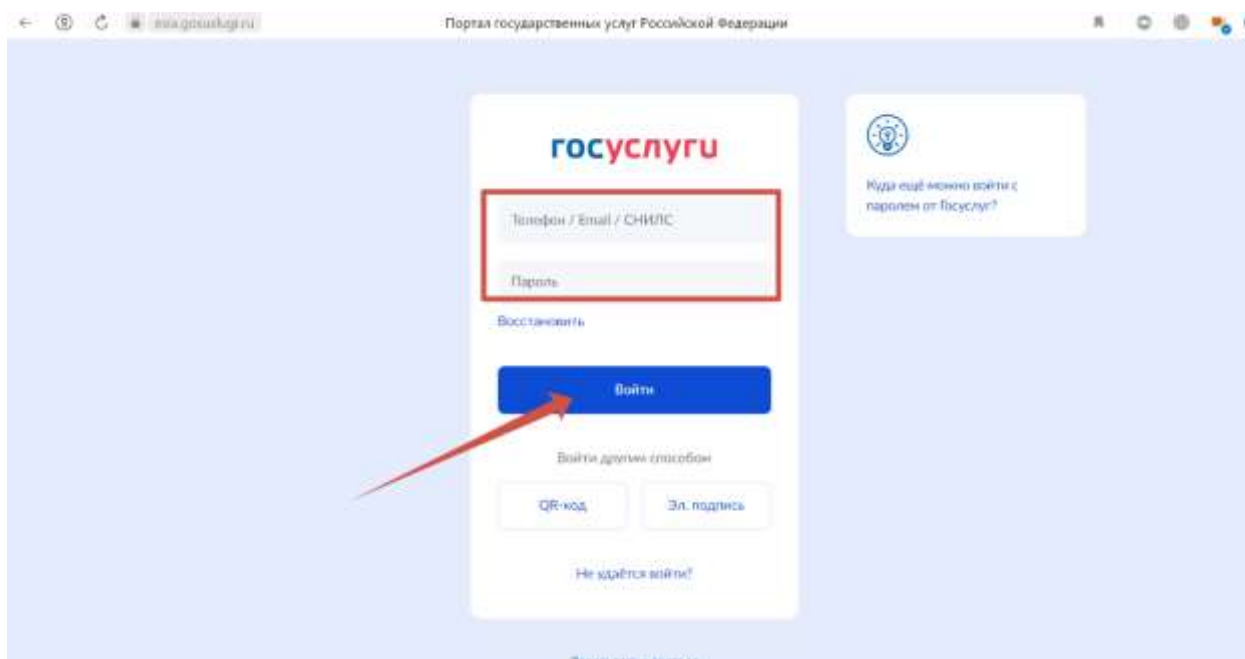 Портал государственных услуг Российской Федерации
госуслуги
Телефон / Email / СНИЛС
Пароль
Восстановить
Войти
Войти другим способом
QR-код
Эл. подпись
Не удаётся войти?
Куда ещё можно войти с
паролем от Госуслуг?